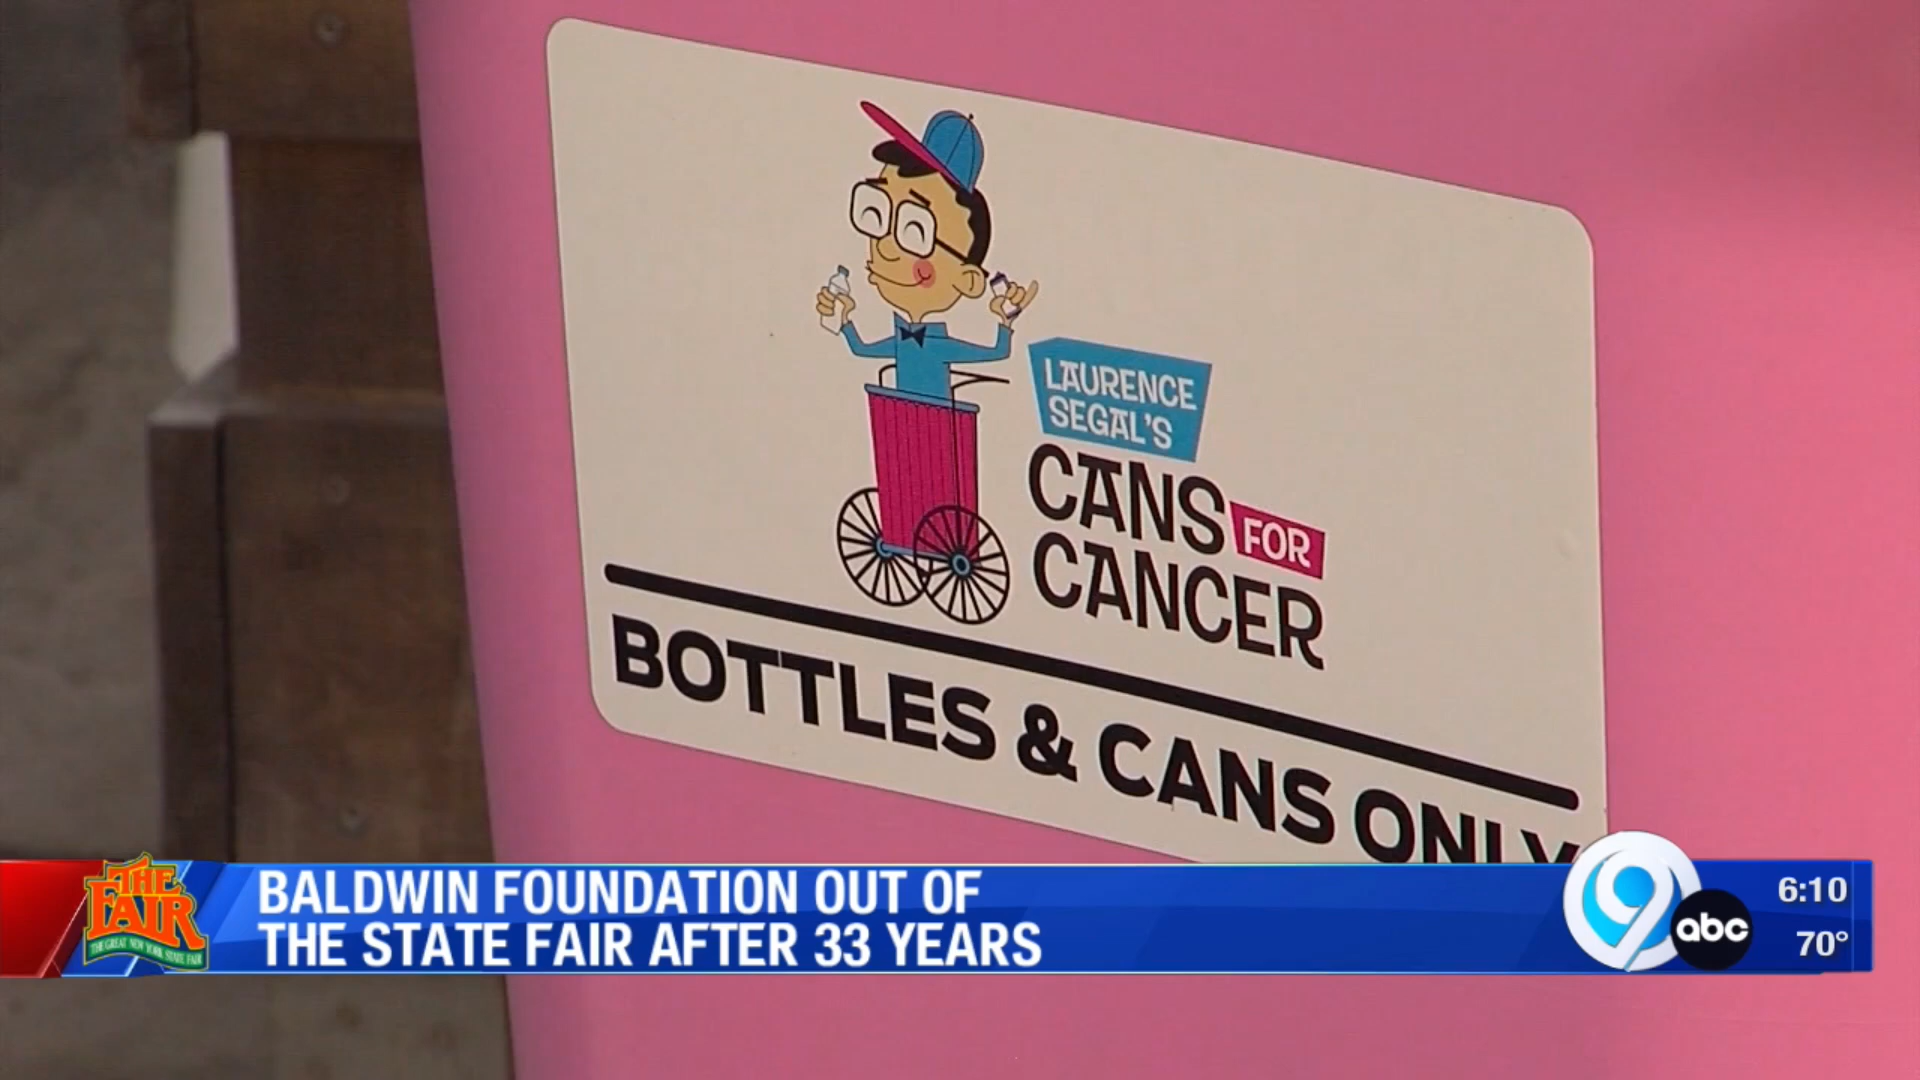 LAURENCE
SEGAL'S
CANS FOR
CANCER
BOTTLES & CANS ONLY
THE
FAIR
THE GREAT NEW YORK STATE FAIR
BALDWIN FOUNDATION OUT OF
THE STATE FAIR AFTER 33 YEARS
9
abc
6:10
70°